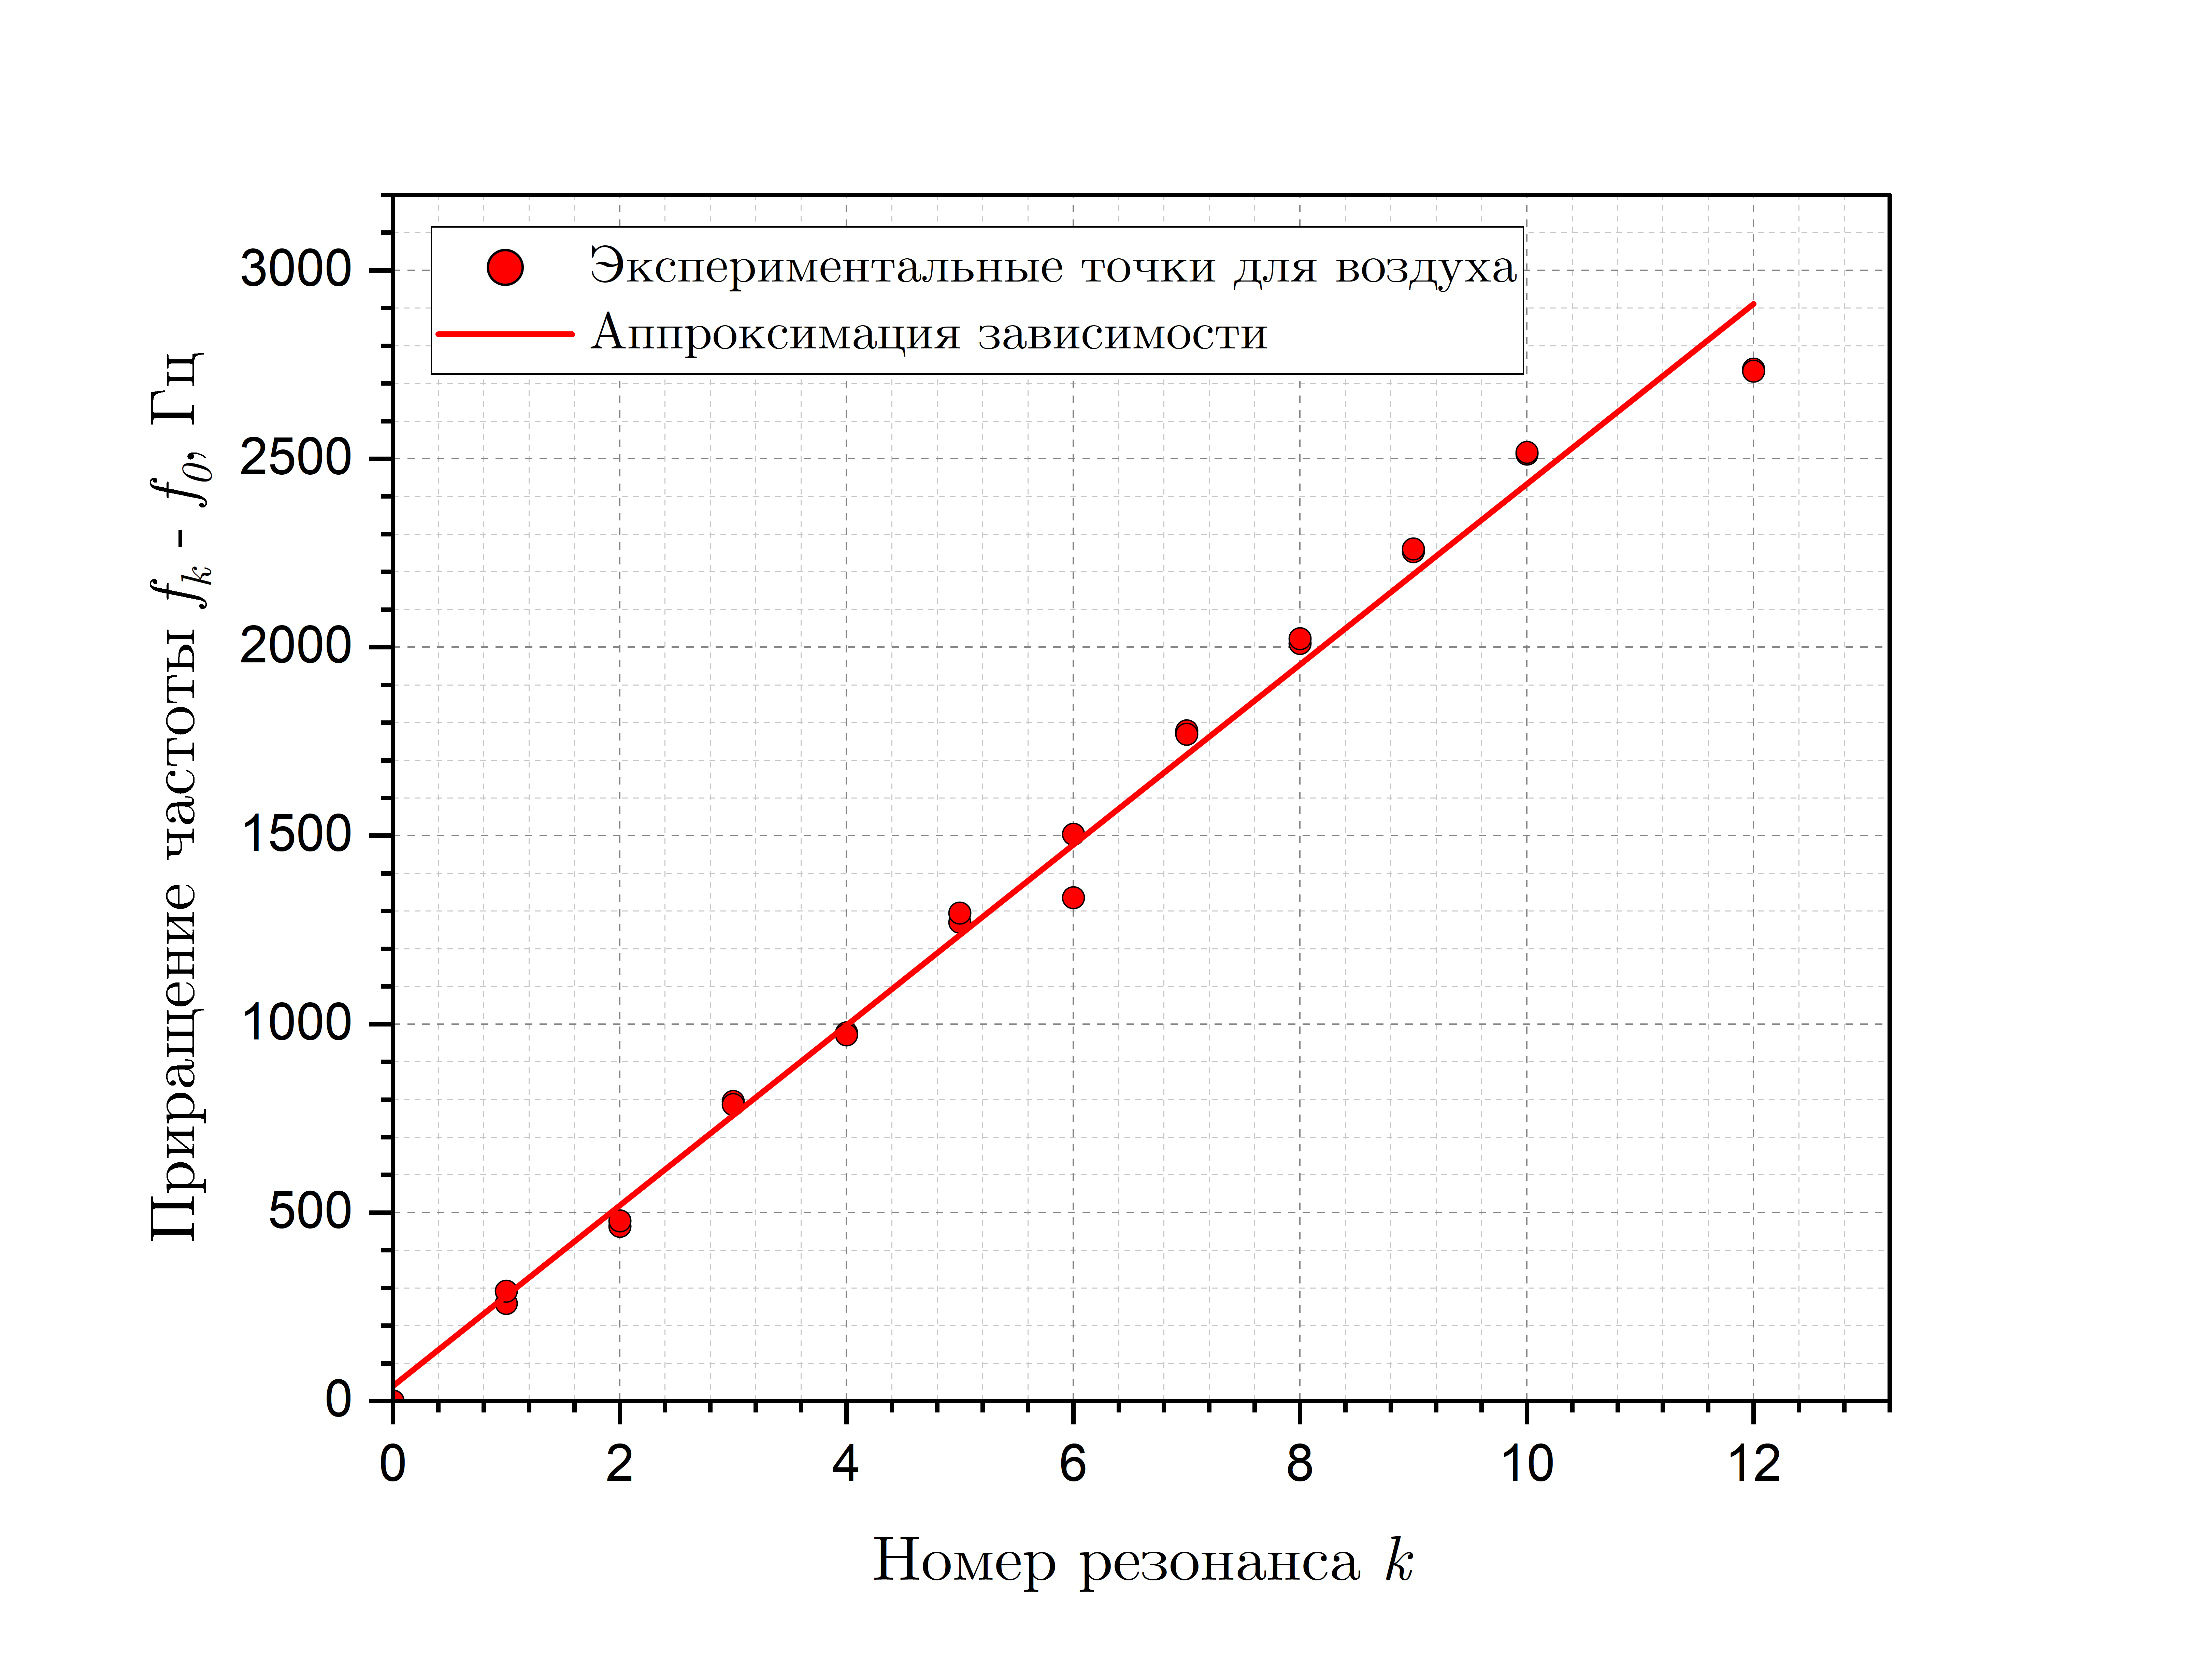 Экспериментальные точки для воздуха
Аппроксимация зависимости
Приращение частоты f_k - f_0, Гц
3000
2500
2000
1500
1000
500
0
0 2 4 6 8 10 12
Номер резонанса k